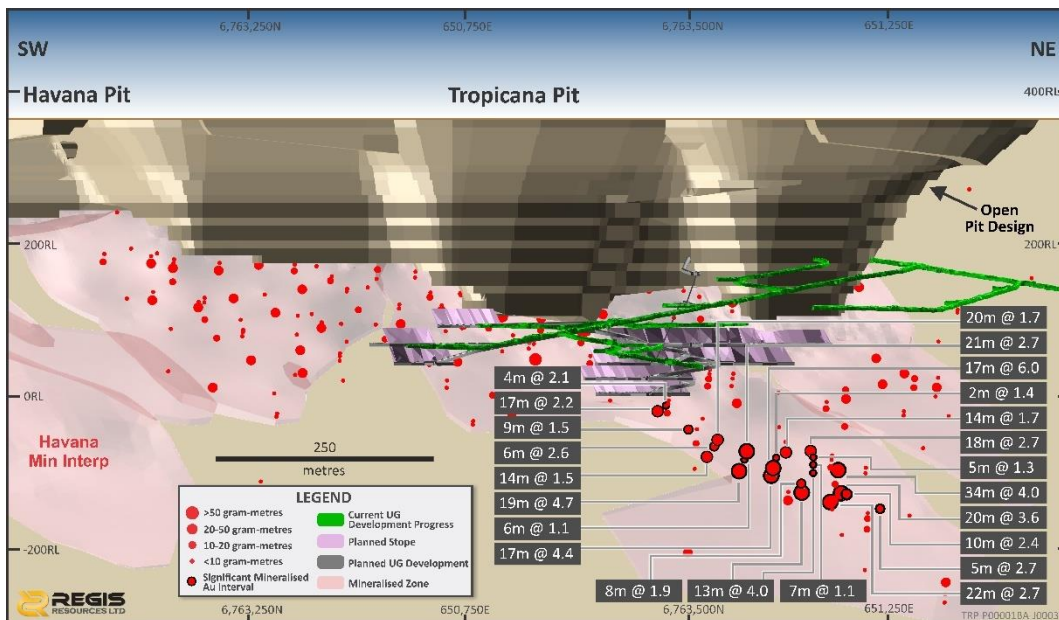 6,763,250N
650,750E
6,763,500N
651,250E
SW
NE
Havana Pit
Tropicana Pit
400RL
Open
Pit Design
200RL
200RL
20m @ 1.7
21m @ 2.7
17m @ 6.0
2m @ 1.4
14m @ 1.7
18m @ 2.7
5m @ 1.3
34m @ 4.0
20m @ 3.6
10m @ 2.4
5m @ 2.7
22m @ 2.7
4m @ 2.1
17m @ 2.2
9m @ 1.5
6m @ 2.6
14m @ 1.5
19m @ 4.7
6m @ 1.1
17m @ 4.4
8m @ 1.9
13m @ 4.0
7m @ 1.1
0RL
Havana
Min Interp
250
metres
LEGEND
>50 gram-metres
20-50 gram-metres
10-20 gram-metres
<10 gram-metres
Significant Mineralised
Au Interval
Current UG
Development Progress
Planned Stope
Planned UG Development
Mineralised Zone
-200RL
-200RL
REGIS
RESOURCES LTD
6,763,250N
650,750E
6,763,500N
651,250E